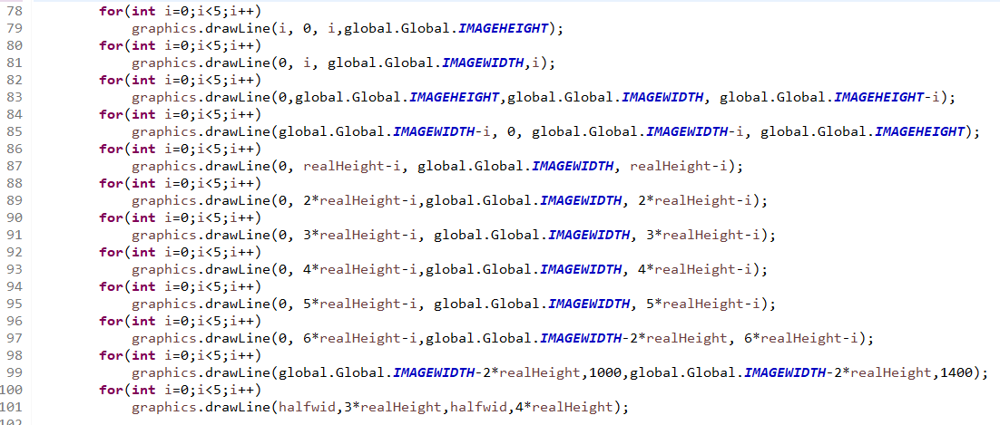 78 for(int i=0;i<5;i++)
79 graphics.drawLine(i, 0, i,global.Global.IMAGEHEIGHT);
80 for(int i=0;i<5;i++)
81 graphics.drawLine(0, i, global.Global.IMAGEWIDTH,i);
82 for(int i=0;i<5;i++)
83 graphics.drawLine(0,global.Global.IMAGEHEIGHT,global.Global.IMAGEWIDTH, global.Global.IMAGEHEIGHT-i);
84 for(int i=0;i<5;i++)
85 graphics.drawLine(global.Global.IMAGEWIDTH-i, 0, global.Global.IMAGEWIDTH-i, global.Global.IMAGEHEIGHT);
86 for(int i=0;i<5;i++)
87 graphics.drawLine(0, realHeight-i, global.Global.IMAGEWIDTH, realHeight-i);
88 for(int i=0;i<5;i++)
89 graphics.drawLine(0, 2*realHeight-i,global.Global.IMAGEWIDTH, 2*realHeight-i);
90 for(int i=0;i<5;i++)
91 graphics.drawLine(0, 3*realHeight-i, global.Global.IMAGEWIDTH, 3*realHeight-i);
92 for(int i=0;i<5;i++)
93 graphics.drawLine(0, 4*realHeight-i,global.Global.IMAGEWIDTH, 4*realHeight-i);
94 for(int i=0;i<5;i++)
95 graphics.drawLine(0, 5*realHeight-i, global.Global.IMAGEWIDTH, 5*realHeight-i);
96 for(int i=0;i<5;i++)
97 graphics.drawLine(0, 6*realHeight-i,global.Global.IMAGEWIDTH-2*realHeight, 6*realHeight-i);
98 for(int i=0;i<5;i++)
99 graphics.drawLine(global.Global.IMAGEWIDTH-2*realHeight,1000,global.Global.IMAGEWIDTH-2*realHeight,1400);
100 for(int i=0;i<5;i++)
101 graphics.drawLine(halfwid,3*realHeight,halfwid,4*realHeight);
102